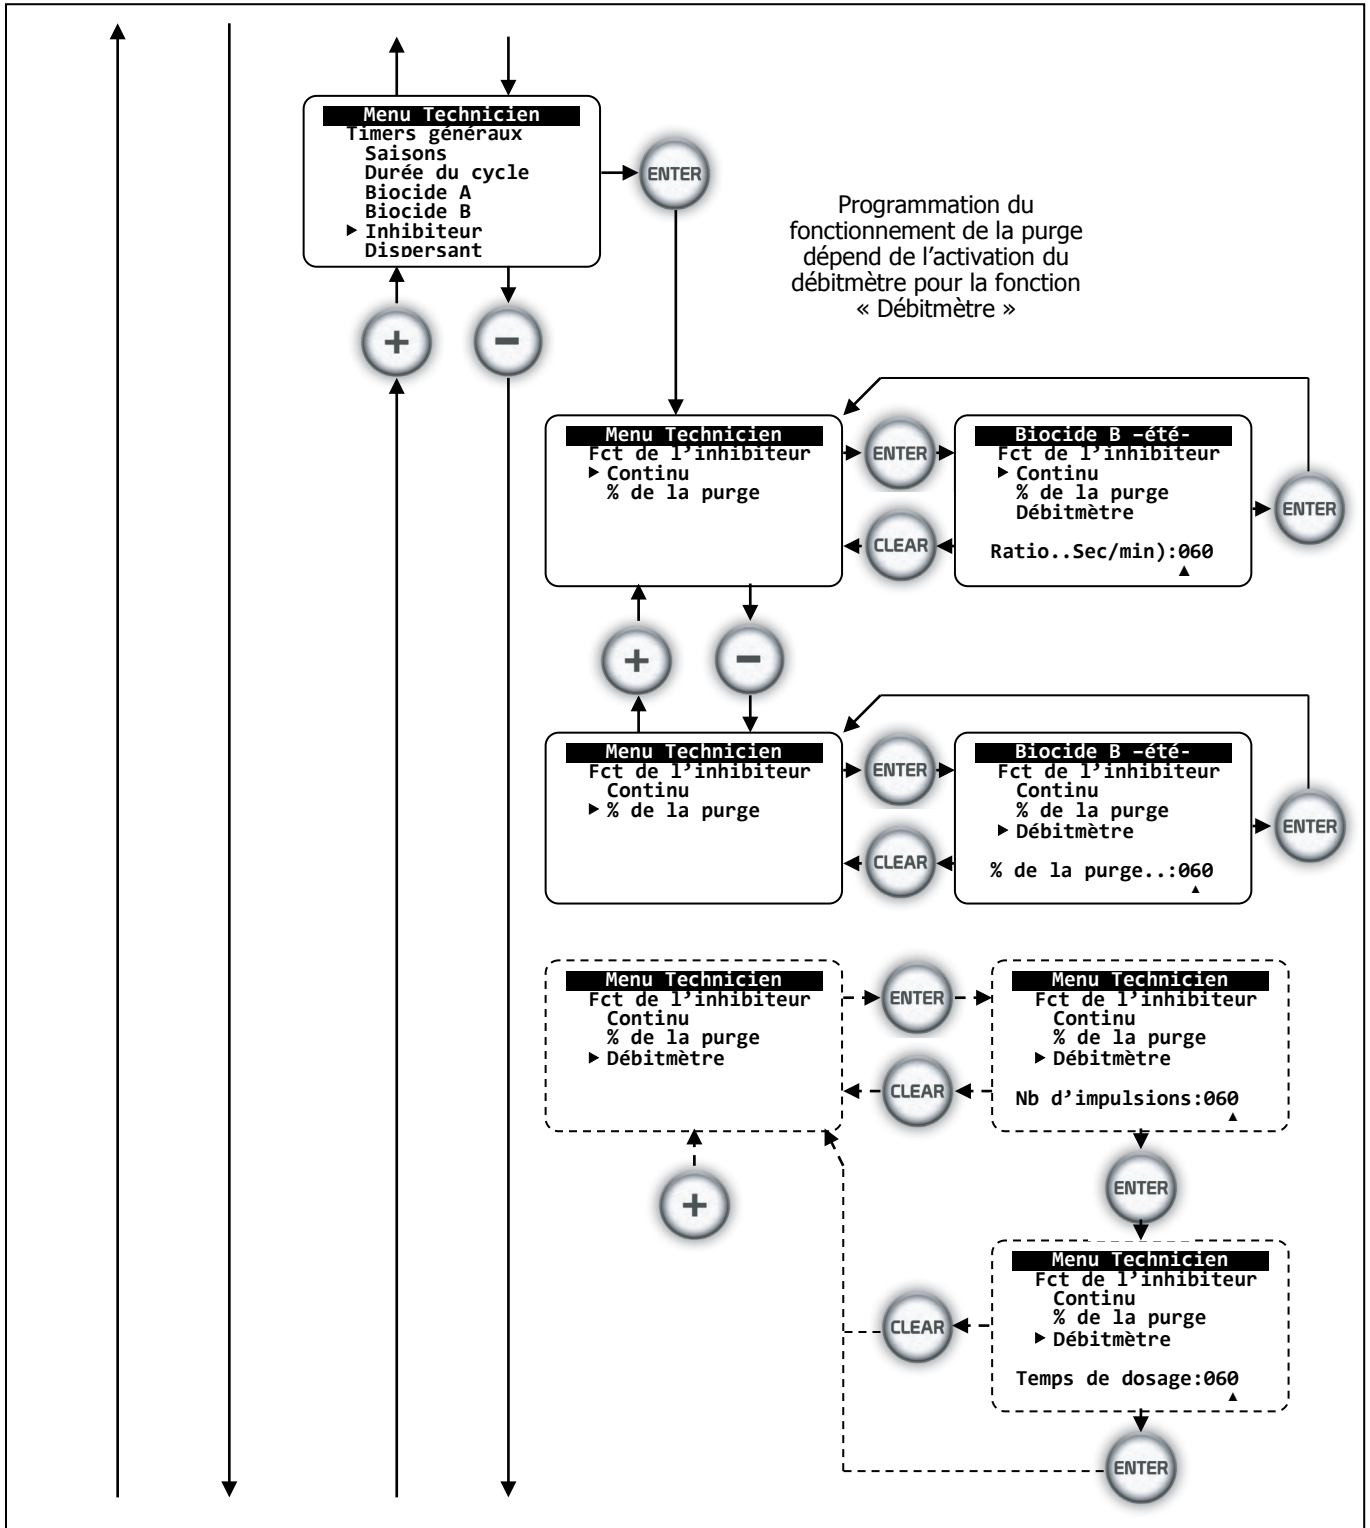 Menu Technicien
Timers généraux
Saisons
Durée du cycle
Biocide A
Biocide B
▶ Inhibiteur
Dispersant
ENTER
Programmation du
fonctionnement de la purge
dépend de l’activation du
débitmètre pour la fonction
« Débitmètre »
+
−
Menu Technicien
Fct de l’inhibiteur
▶ Continu
% de la purge
ENTER
CLEAR
Biocide B –été-
Fct de l’inhibiteur
▶ Continu
% de la purge
Débitmètre
Ratio..Sec/min):060
▲
ENTER
+
−
Menu Technicien
Fct de l’inhibiteur
Continu
▶ % de la purge
ENTER
CLEAR
Biocide B –été-
Fct de l’inhibiteur
Continu
% de la purge
▶ Débitmètre
% de la purge..:060
▲
ENTER
Menu Technicien
Fct de l’inhibiteur
Continu
% de la purge
▶ Débitmètre
ENTER
CLEAR
Menu Technicien
Fct de l’inhibiteur
Continu
% de la purge
▶ Débitmètre
Nb d’impulsions:060
▲
+
ENTER
CLEAR
Menu Technicien
Fct de l’inhibiteur
Continu
% de la purge
▶ Débitmètre
Temps de dosage:060
▲
ENTER